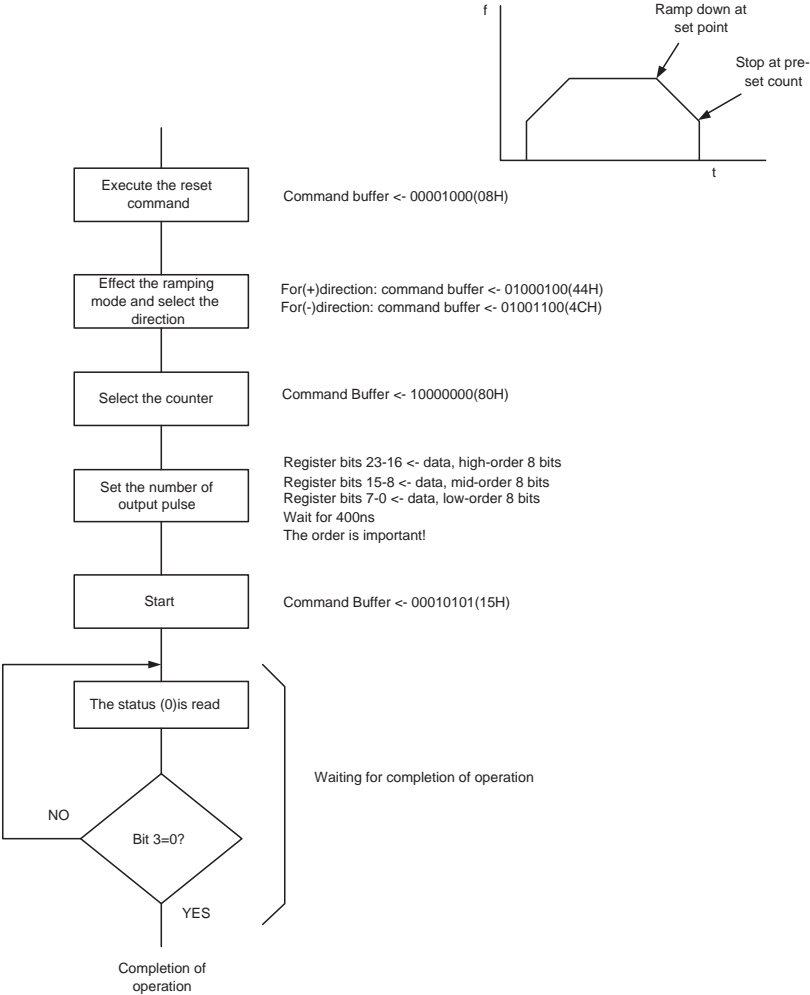 f
Ramp down at
set point
Stop at pre-
set count
t
Execute the reset
command
Command buffer <- 00001000(08H)
Effect the ramping
mode and select the
direction
For(+)direction: command buffer <- 01000100(44H)
For(-)direction: command buffer <- 01001100(4CH)
Select the counter
Command Buffer <- 10000000(80H)
Set the number of
output pulse
Register bits 23-16 <- data, high-order 8 bits
Register bits 15-8 <- data, mid-order 8 bits
Register bits 7-0 <- data, low-order 8 bits
Wait for 400ns
The order is important!
Start
Command Buffer <- 00010101(15H)
The status (0)is read
Waiting for completion of operation
NO
Bit 3=0?
YES
Completion of
operation